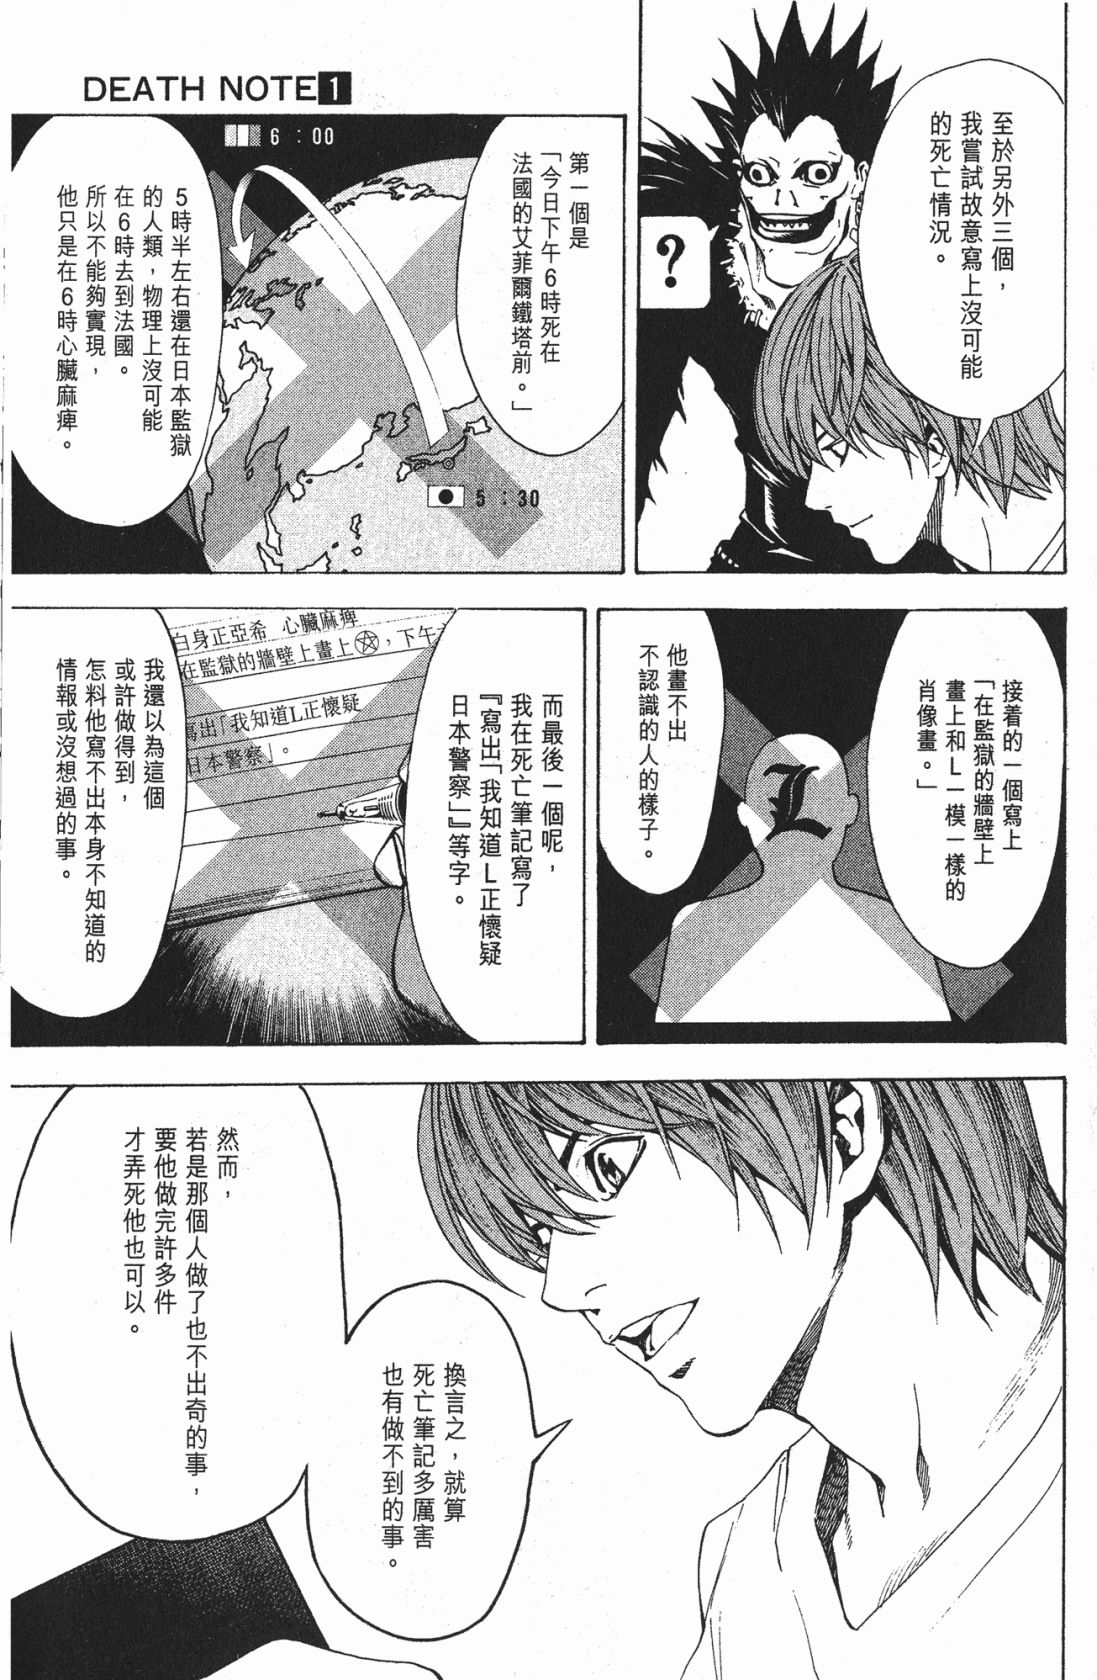 DEATH NOTE 1
至於另外三個，
我嘗試故意寫上沒可能
的死亡情況。
？
第一個是
「今日下午6時死在
法國的艾菲爾鐵塔前。」
6：00
5：30
5時半左右還在日本監獄
的人類，物理上沒可能
在6時去到法國。
所以不能夠實現，
他只是在6時心臟麻痺。
接着的一個寫上
「在監獄的牆壁上
畫上和L一模一樣的
肖像畫。」
L
他畫不出
不認識的人的樣子。
而最後一個呢，
我在死亡筆記寫了
『寫出「我知道L正懷疑
日本警察」』等字。
白身正亞希 心臟麻痺
在監獄的牆壁上畫上，下午六
寫出「我知道L正懷疑
日本警察」。
我還以為這個
或許做得到，
怎料他寫不出本身不知道的
情報或沒想過的事。
換言之，就算
死亡筆記多厲害
也有做不到的事。
然而，
若是那個人做了也不出奇的事，
要他做完許多件
才弄死他也可以。